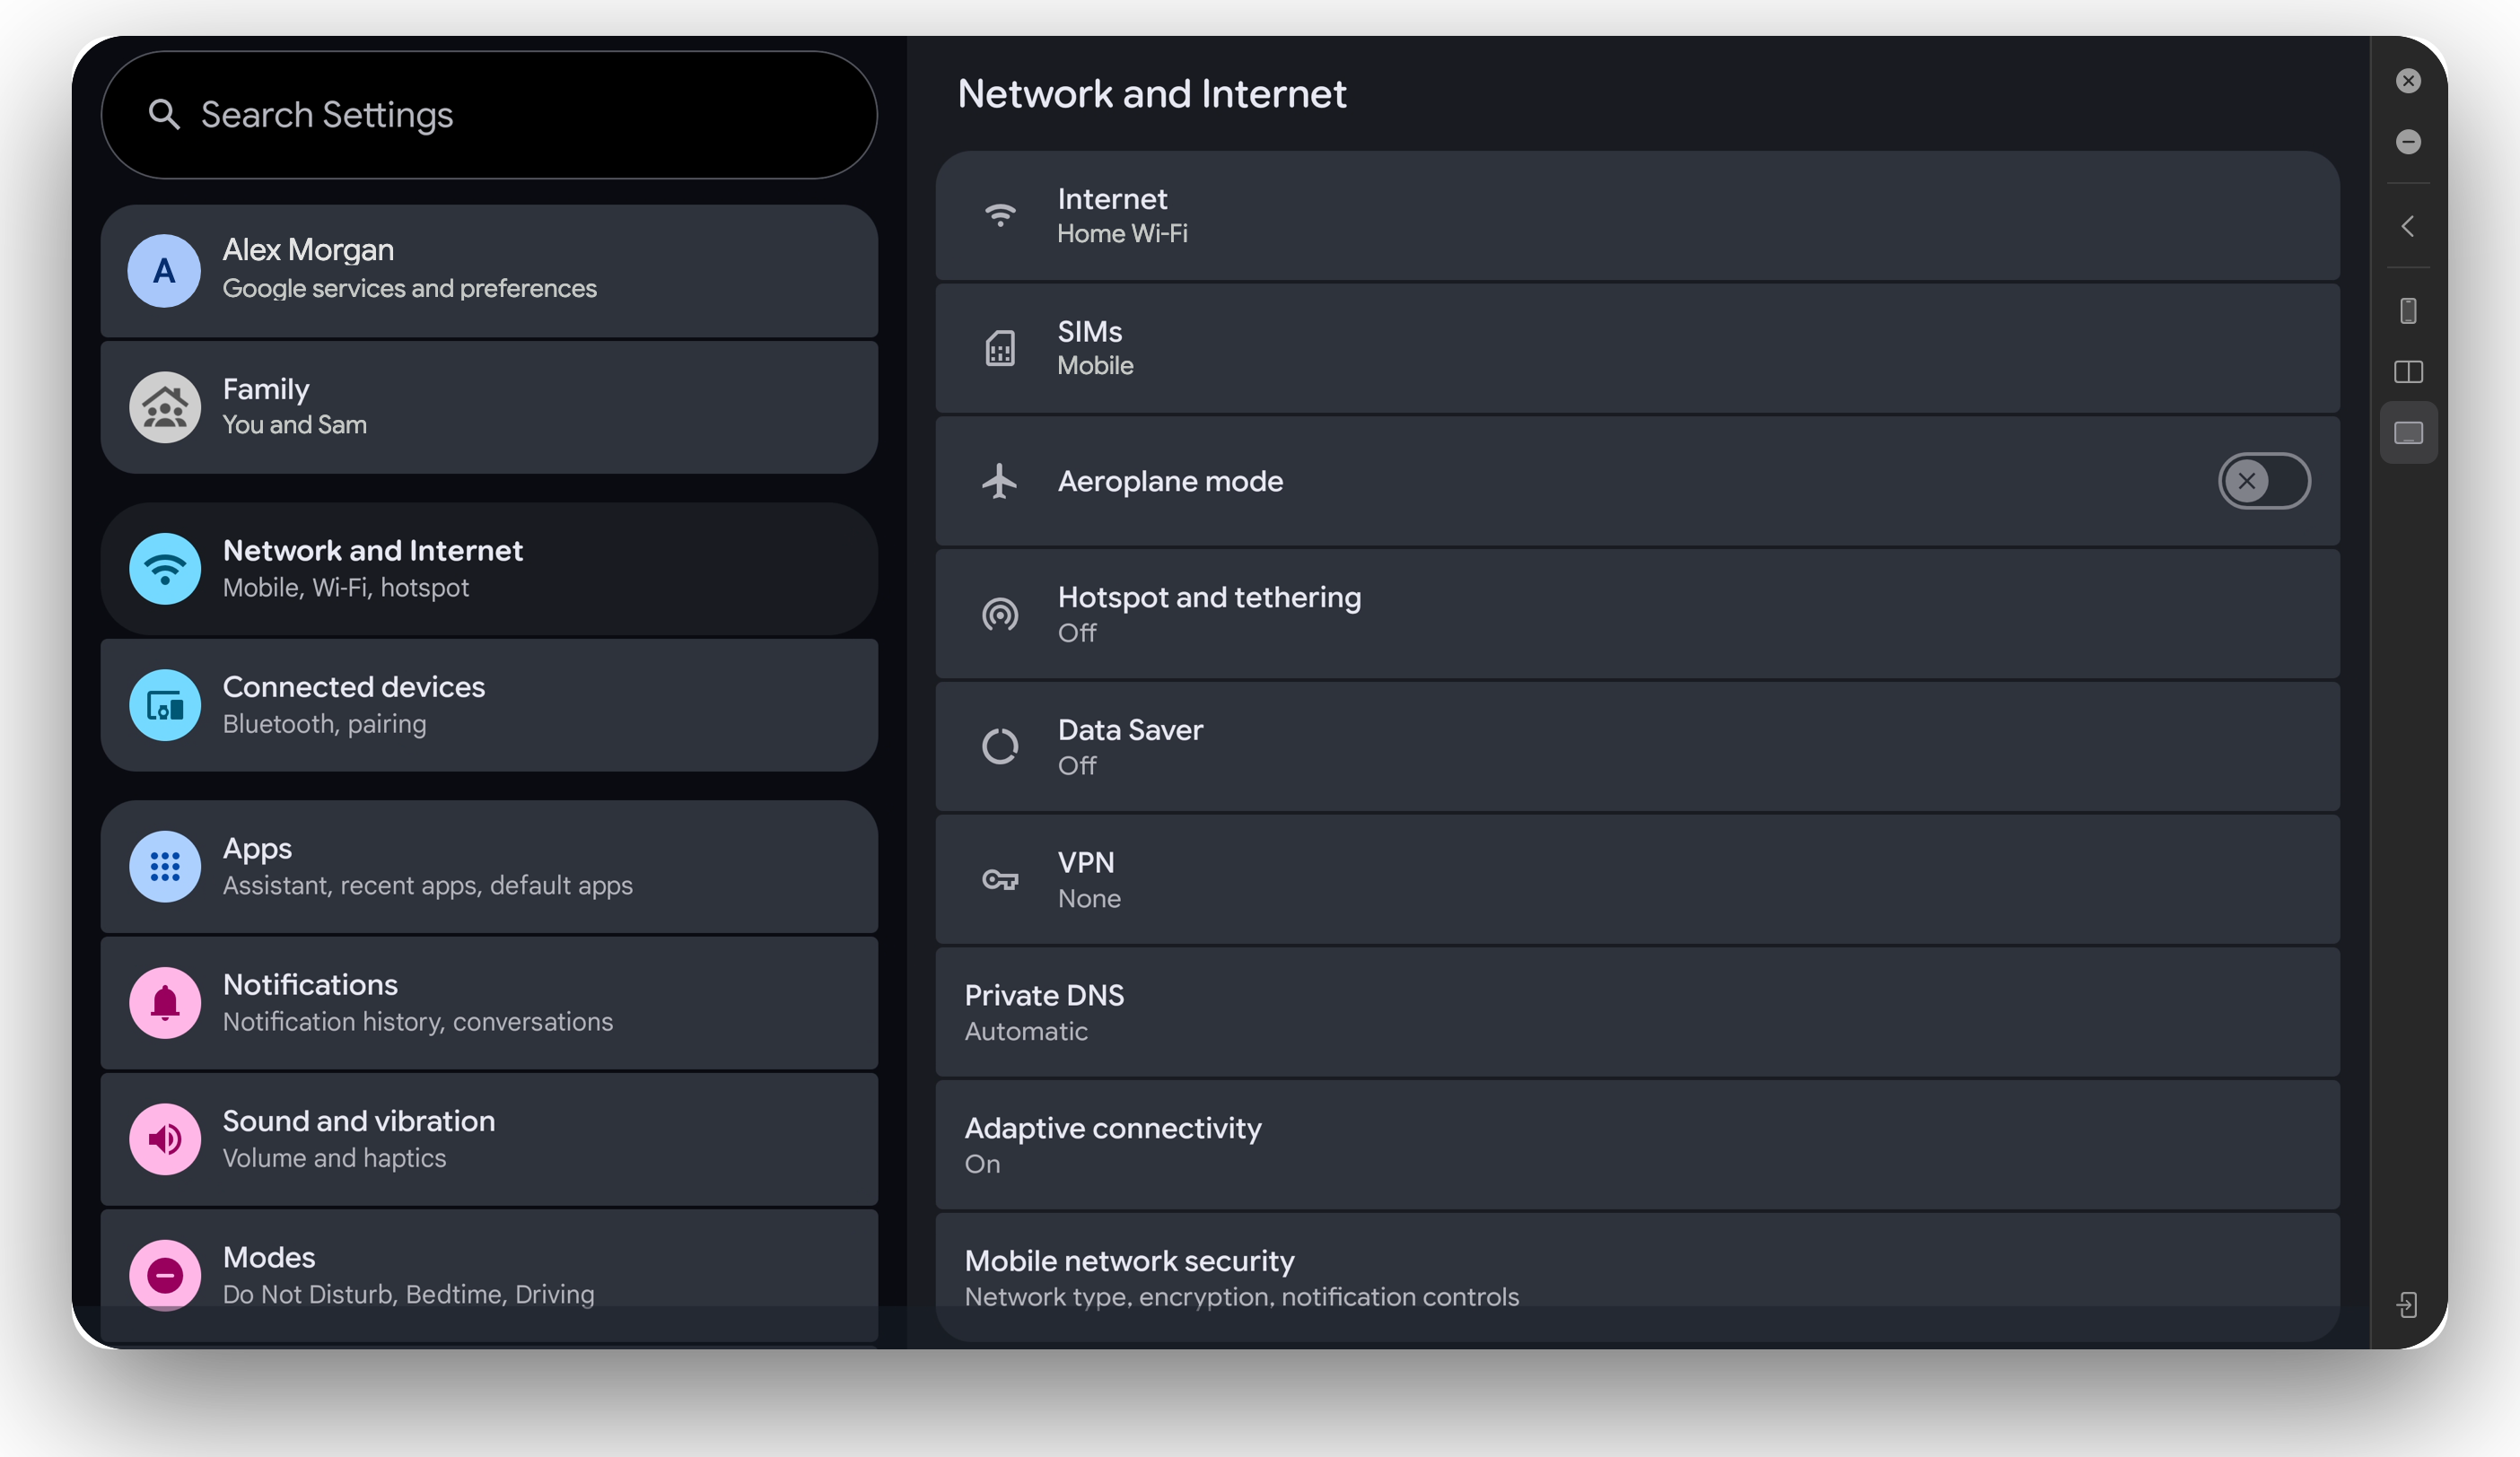 Search Settings
A
Alex Morgan
Google services and preferences
Family
You and Sam
Network and Internet
Mobile, Wi-Fi, hotspot
Connected devices
Bluetooth, pairing
Apps
Assistant, recent apps, default apps
Notifications
Notification history, conversations
Sound and vibration
Volume and haptics
Modes
Do Not Disturb, Bedtime, Driving
Network and Internet
Internet
Home Wi-Fi
SIMs
Mobile
Aeroplane mode
Hotspot and tethering
Off
Data Saver
Off
VPN
None
Private DNS
Automatic
Adaptive connectivity
On
Mobile network security
Network type, encryption, notification controls